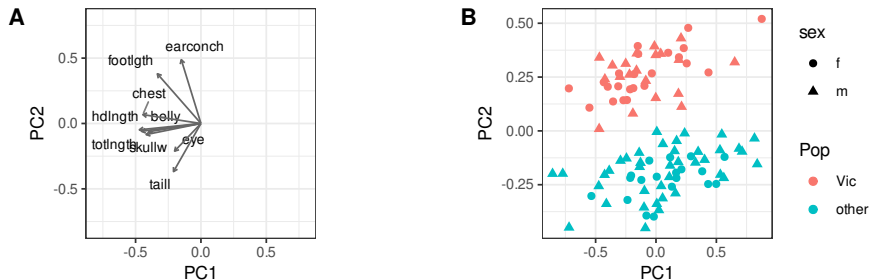 A
PC2
0.5
0.0
-0.5
earconch
footlgth
chest
hdlngth
belly
totlngth
skullw
eye
taill
-0.5
0.0
0.5
PC1
B
PC2
0.50
0.25
0.00
-0.25
-0.5
0.0
0.5
PC1
sex
f
m
Pop
Vic
other